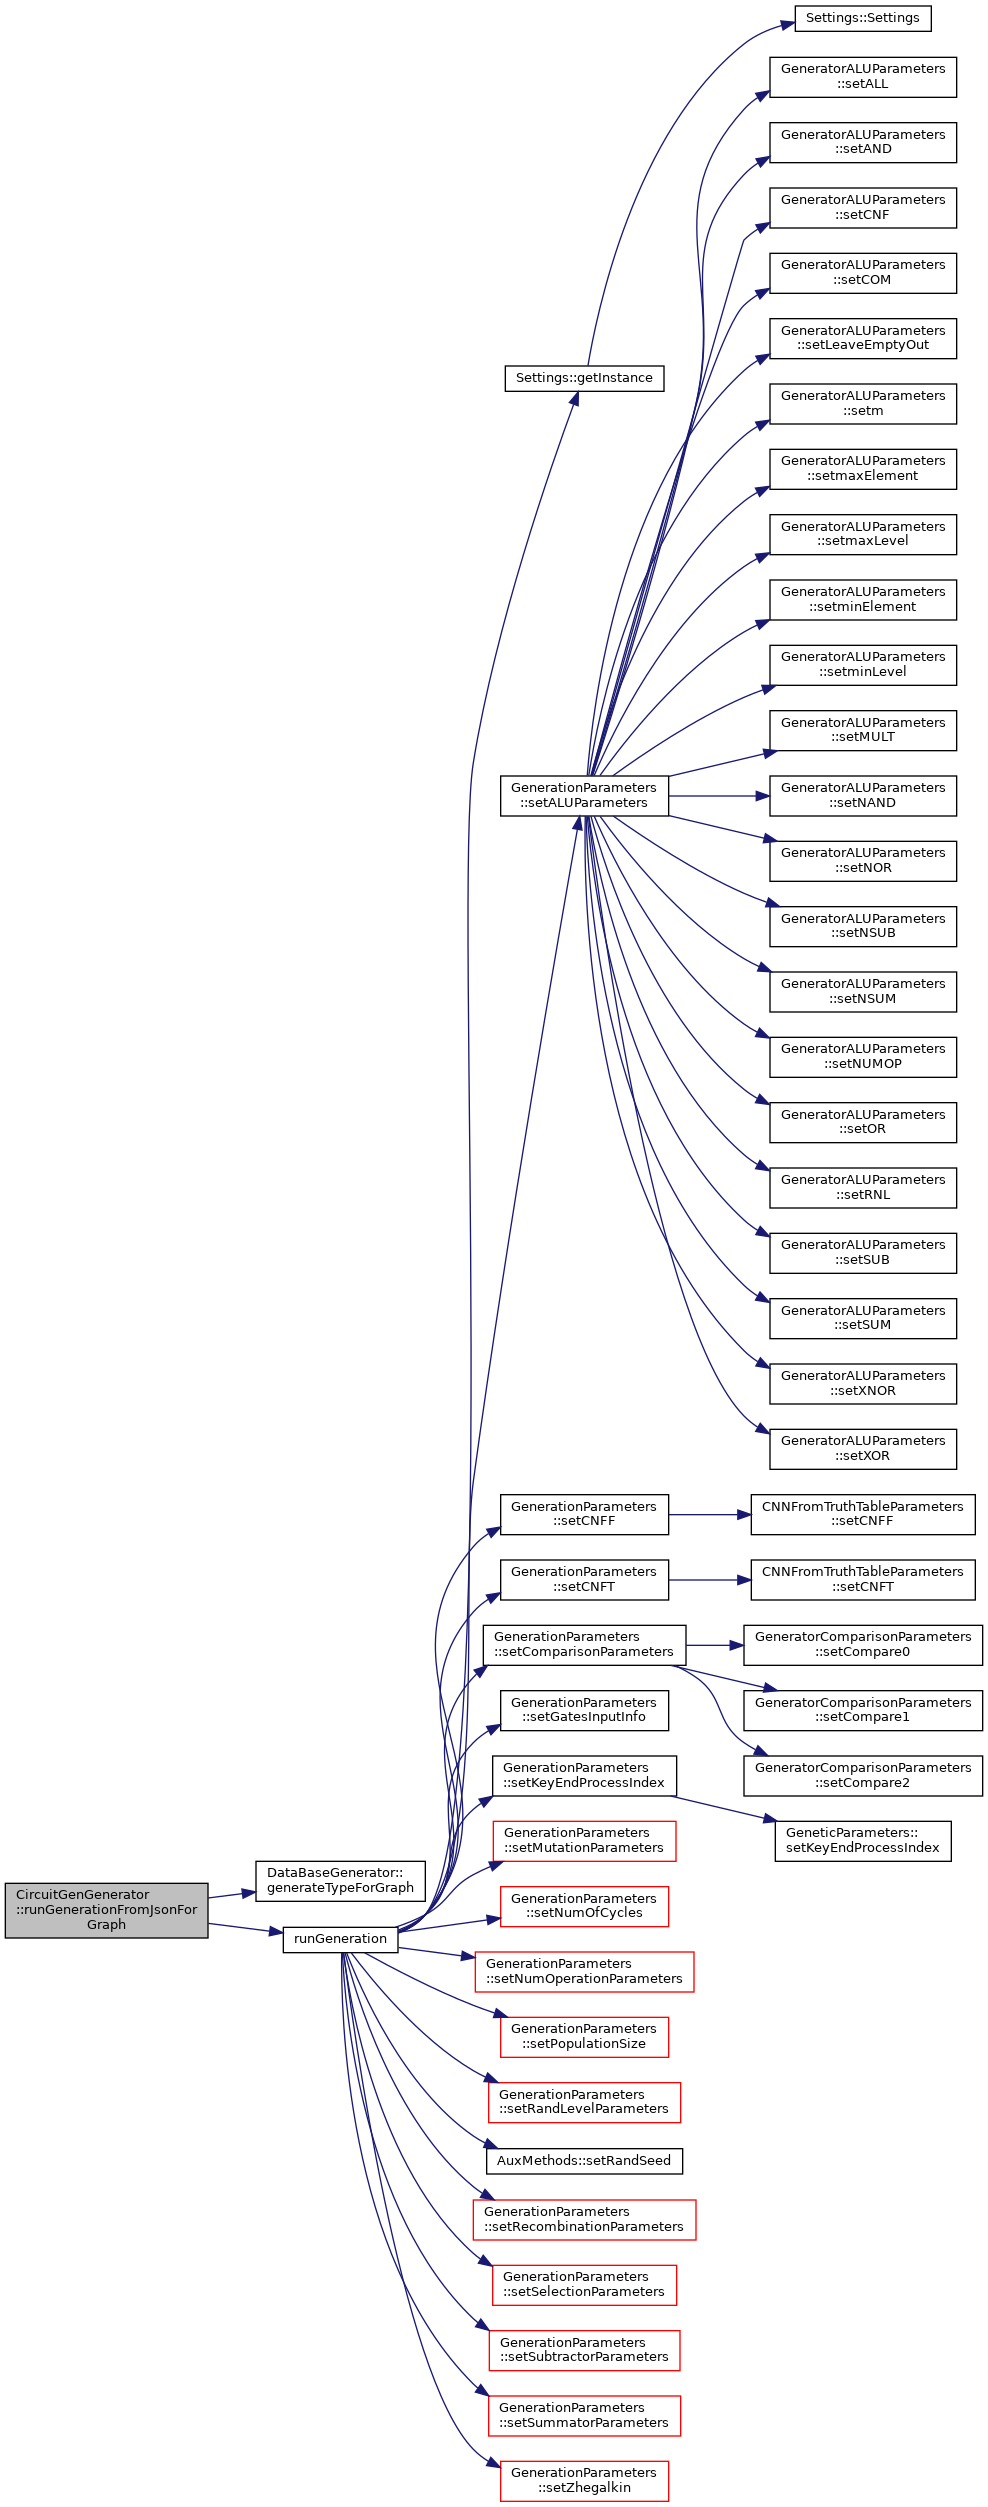 Settings::Settings
GeneratorALUParameters
::setALL
GeneratorALUParameters
::setAND
GeneratorALUParameters
::setCNF
GeneratorALUParameters
::setCOM
GeneratorALUParameters
::setLeaveEmptyOut
Settings::getInstance
GeneratorALUParameters
::setm
GeneratorALUParameters
::setmaxElement
GeneratorALUParameters
::setmaxLevel
GeneratorALUParameters
::setminElement
GeneratorALUParameters
::setminLevel
GeneratorALUParameters
::setMULT
GenerationParameters
::setALUParameters
GeneratorALUParameters
::setNAND
GeneratorALUParameters
::setNOR
GeneratorALUParameters
::setNSUB
GeneratorALUParameters
::setNSUM
GeneratorALUParameters
::setNUMOP
GeneratorALUParameters
::setOR
GeneratorALUParameters
::setRNL
GeneratorALUParameters
::setSUB
GeneratorALUParameters
::setSUM
GeneratorALUParameters
::setXNOR
GeneratorALUParameters
::setXOR
GenerationParameters
::setCNFF
CNNFromTruthTableParameters
::setCNFF
GenerationParameters
::setCNFT
CNNFromTruthTableParameters
::setCNFT
GenerationParameters
::setComparisonParameters
GeneratorComparisonParameters
::setCompare0
GenerationParameters
::setGatesInputInfo
GeneratorComparisonParameters
::setCompare1
GenerationParameters
::setKeyEndProcessIndex
GeneratorComparisonParameters
::setCompare2
GenerationParameters
::setMutationParameters
GeneticParameters::
setKeyEndProcessIndex
DataBaseGenerator::
generateTypeForGraph
CircuitGenGenerator
::runGenerationFromJsonFor
Graph
GenerationParameters
::setNumOfCycles
runGeneration
GenerationParameters
::setNumOperationParameters
GenerationParameters
::setPopulationSize
GenerationParameters
::setRandLevelParameters
AuxMethods::setRandSeed
GenerationParameters
::setRecombinationParameters
GenerationParameters
::setSelectionParameters
GenerationParameters
::setSubtractorParameters
GenerationParameters
::setSummatorParameters
GenerationParameters
::setZhegalkin